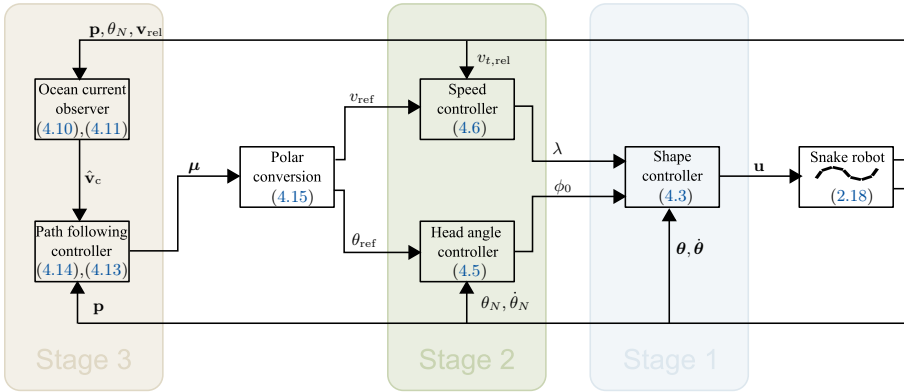 p, θ_N, v_rel
v_{t,rel}
Ocean current
observer
(4.10),(4.11)
v̂_c
Path following
controller
(4.14),(4.13)
p
Stage 3
μ
Polar
conversion
(4.15)
v_ref
θ_ref
Speed
controller
(4.6)
Head angle
controller
(4.5)
θ_N, θ̇_N
Stage 2
λ
ϕ_0
Shape
controller
(4.3)
θ, θ̇
Stage 1
u
Snake robot
(2.18)